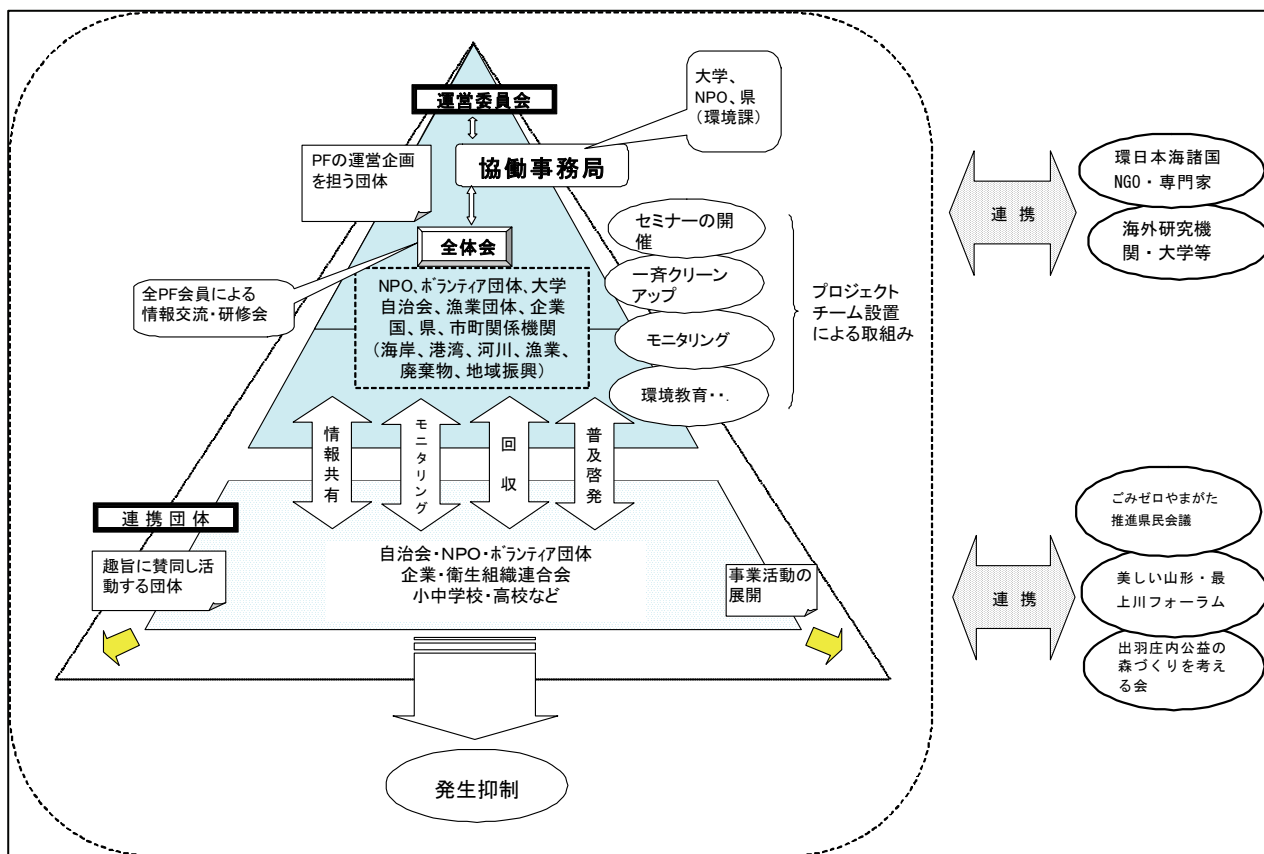 運営委員会
大学、
NPO、県
（環境課）
PFの運営企画
を担う団体
協働事務局
全体会
全PF会員による
情報交流・研修会
NPO、ﾎﾞﾗﾝﾃｨｱ団体、大学
自治会、漁業団体、企業
国、県、市町関係機関
（海岸、港湾、河川、漁業、
廃棄物、地域振興）
セミナーの開
催
一斉クリーン
アップ
モニタリング
環境教育・・.
プロジェクト
チーム設置
による取組み
情報共有
モニタリング
回収
普及啓発
連携団体
趣旨に賛同し活
動する団体
自治会・NPO・ﾎﾞﾗﾝﾃｨｱ団体
企業・衛生組織連合会
小中学校・高校など
事業活動の
展開
発生抑制
連携
環日本海諸国
NGO・専門家
海外研究機
関・大学等
連携
ごみゼロやまがた
推進県民会議
美しい山形・最
上川フォーラム
出羽庄内公益の
森づくりを考え
る会